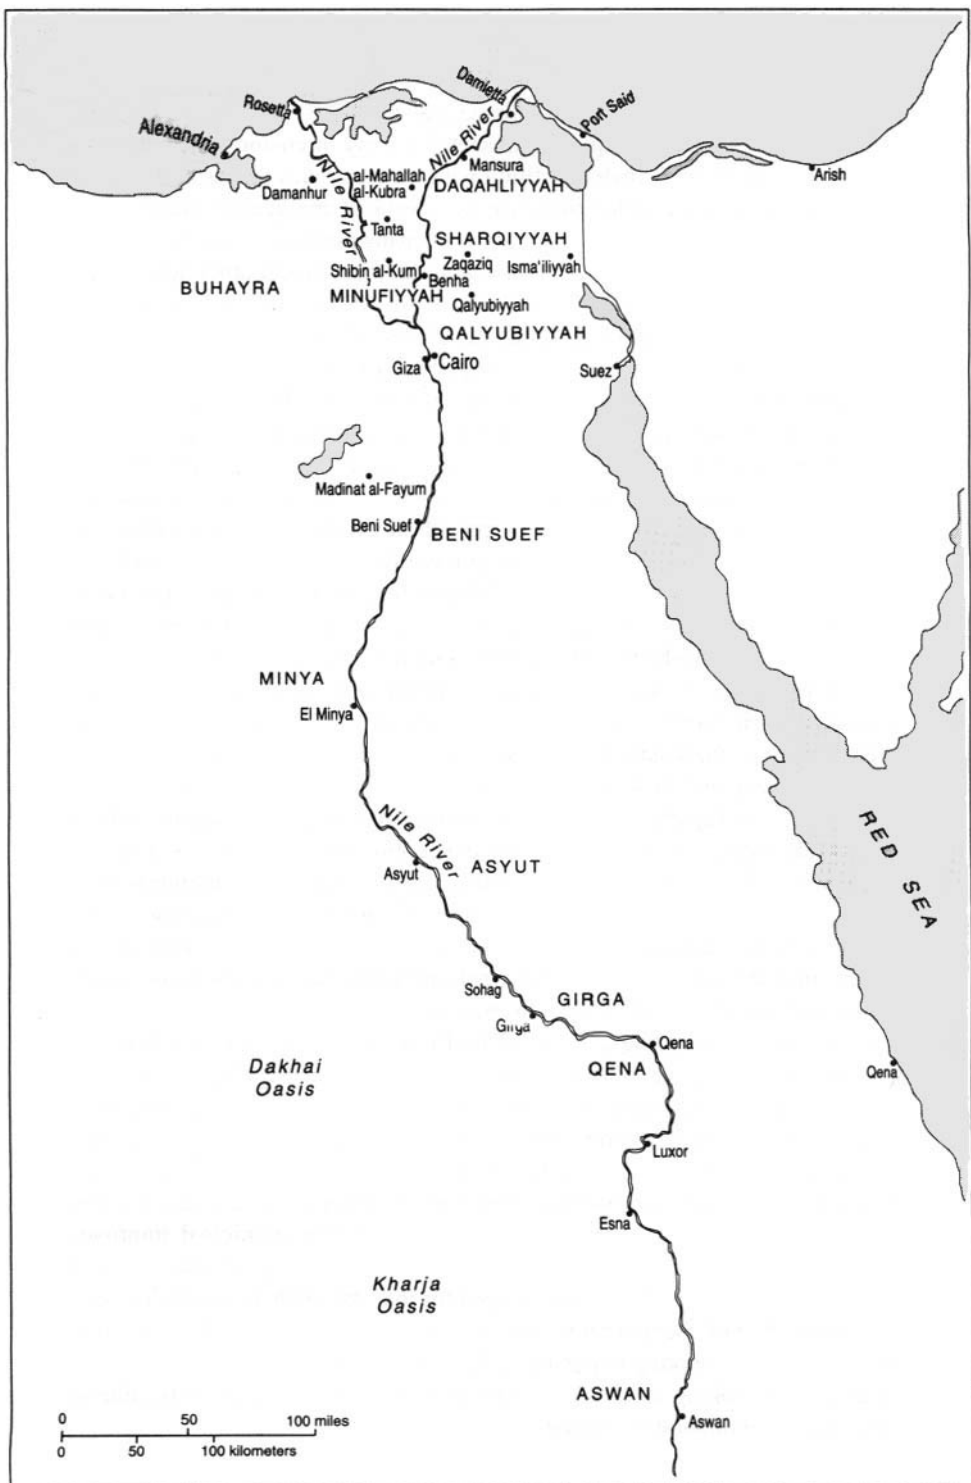 Damietta
Rosetta
Port Said
Alexandria
Nile River
Nile River
Mansura
al-Mahallah
al-Kubra
DAQAHLIYYAH
Arish
Damanhur
Tanta
SHARQIYYAH
Zaqaziq
Isma'iliyyah
Shibin al-Kum
Benha
BUHAYRA
MINUFIYYAH
Qalyubiyyah
QALYUBIYYAH
Giza
Cairo
Suez
Madinat al-Fayum
Beni Suef
BENI SUEF
MINYA
El Minya
Nile River
Asyut
ASYUT
RED SEA
Sohag
GIRGA
Girya
Qena
QENA
Qena
Dakhai
Oasis
Luxor
Esna
Kharja
Oasis
ASWAN
Aswan
0 50 100 miles
0 50 100 kilometers